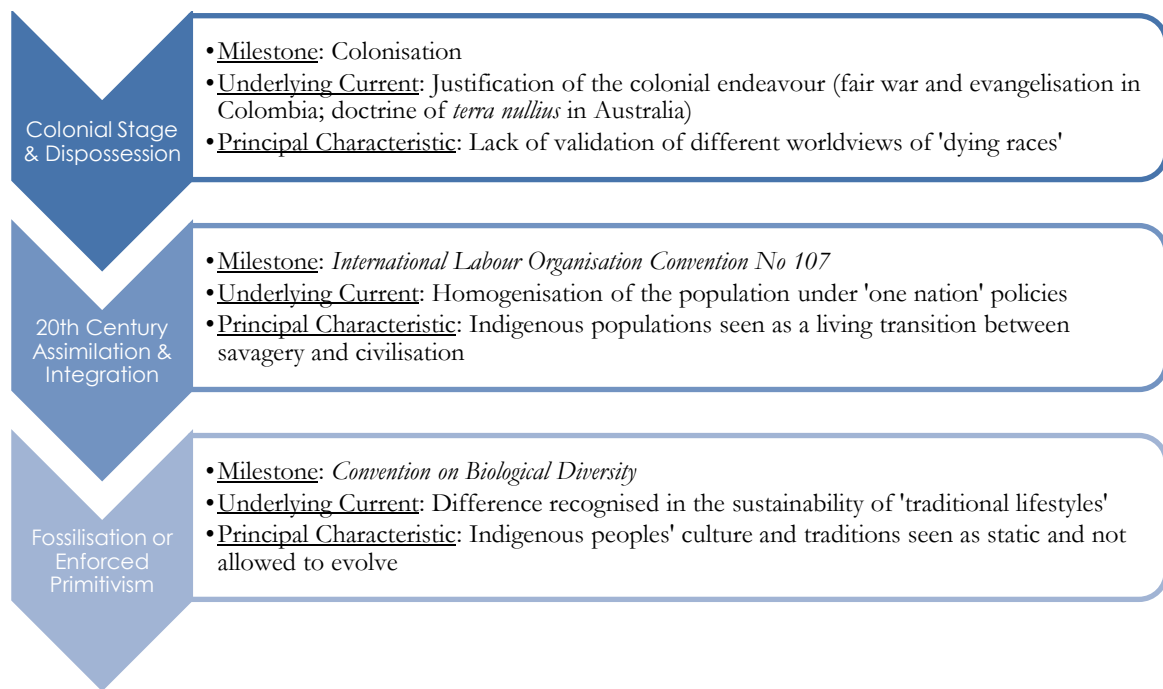 Colonial Stage
& Dispossession
•Milestone: Colonisation
•Underlying Current: Justification of the colonial endeavour (fair war and evangelisation in
Colombia; doctrine of terra nullius in Australia)
•Principal Characteristic: Lack of validation of different worldviews of 'dying races'
20th Century
Assimilation &
Integration
•Milestone: International Labour Organisation Convention No 107
•Underlying Current: Homogenisation of the population under 'one nation' policies
•Principal Characteristic: Indigenous populations seen as a living transition between
savagery and civilisation
Fossilisation or
Enforced
Primitivism
•Milestone: Convention on Biological Diversity
•Underlying Current: Difference recognised in the sustainability of 'traditional lifestyles'
•Principal Characteristic: Indigenous peoples' culture and traditions seen as static and not
allowed to evolve